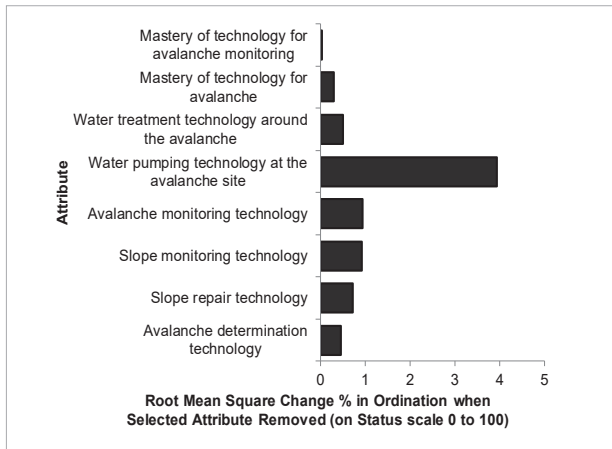 Mastery of technology for
avalanche monitoring
Mastery of technology for
avalanche
Water treatment technology around
the avalanche
Water pumping technology at the
avalanche site
Avalanche monitoring technology
Slope monitoring technology
Slope repair technology
Avalanche determination
technology
Attribute
0 1 2 3 4 5
Root Mean Square Change % in Ordination when
Selected Attribute Removed (on Status scale 0 to 100)